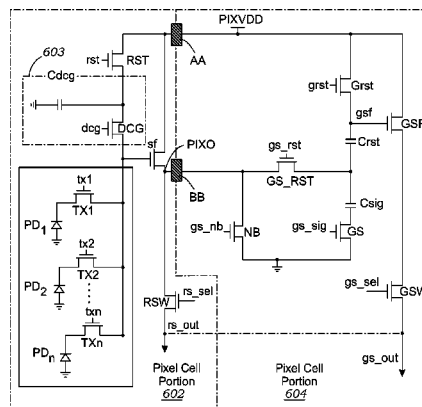 603
PIXVDD
rst
RST
AA
Cdcg
grst
Grst
gsf
GSF
dcg
DCG
sf
PIXO
gs_rst
Crst
GS_RST
BB
tx1
TX1
PD1
Csig
gs_nb
NB
gs_sig
GS
tx2
TX2
PD2
txn
TXn
PDn
RSW
rs_sel
gs_sel
GSW
rs_out
gs_out
Pixel Cell
Portion
602
Pixel Cell
Portion
604